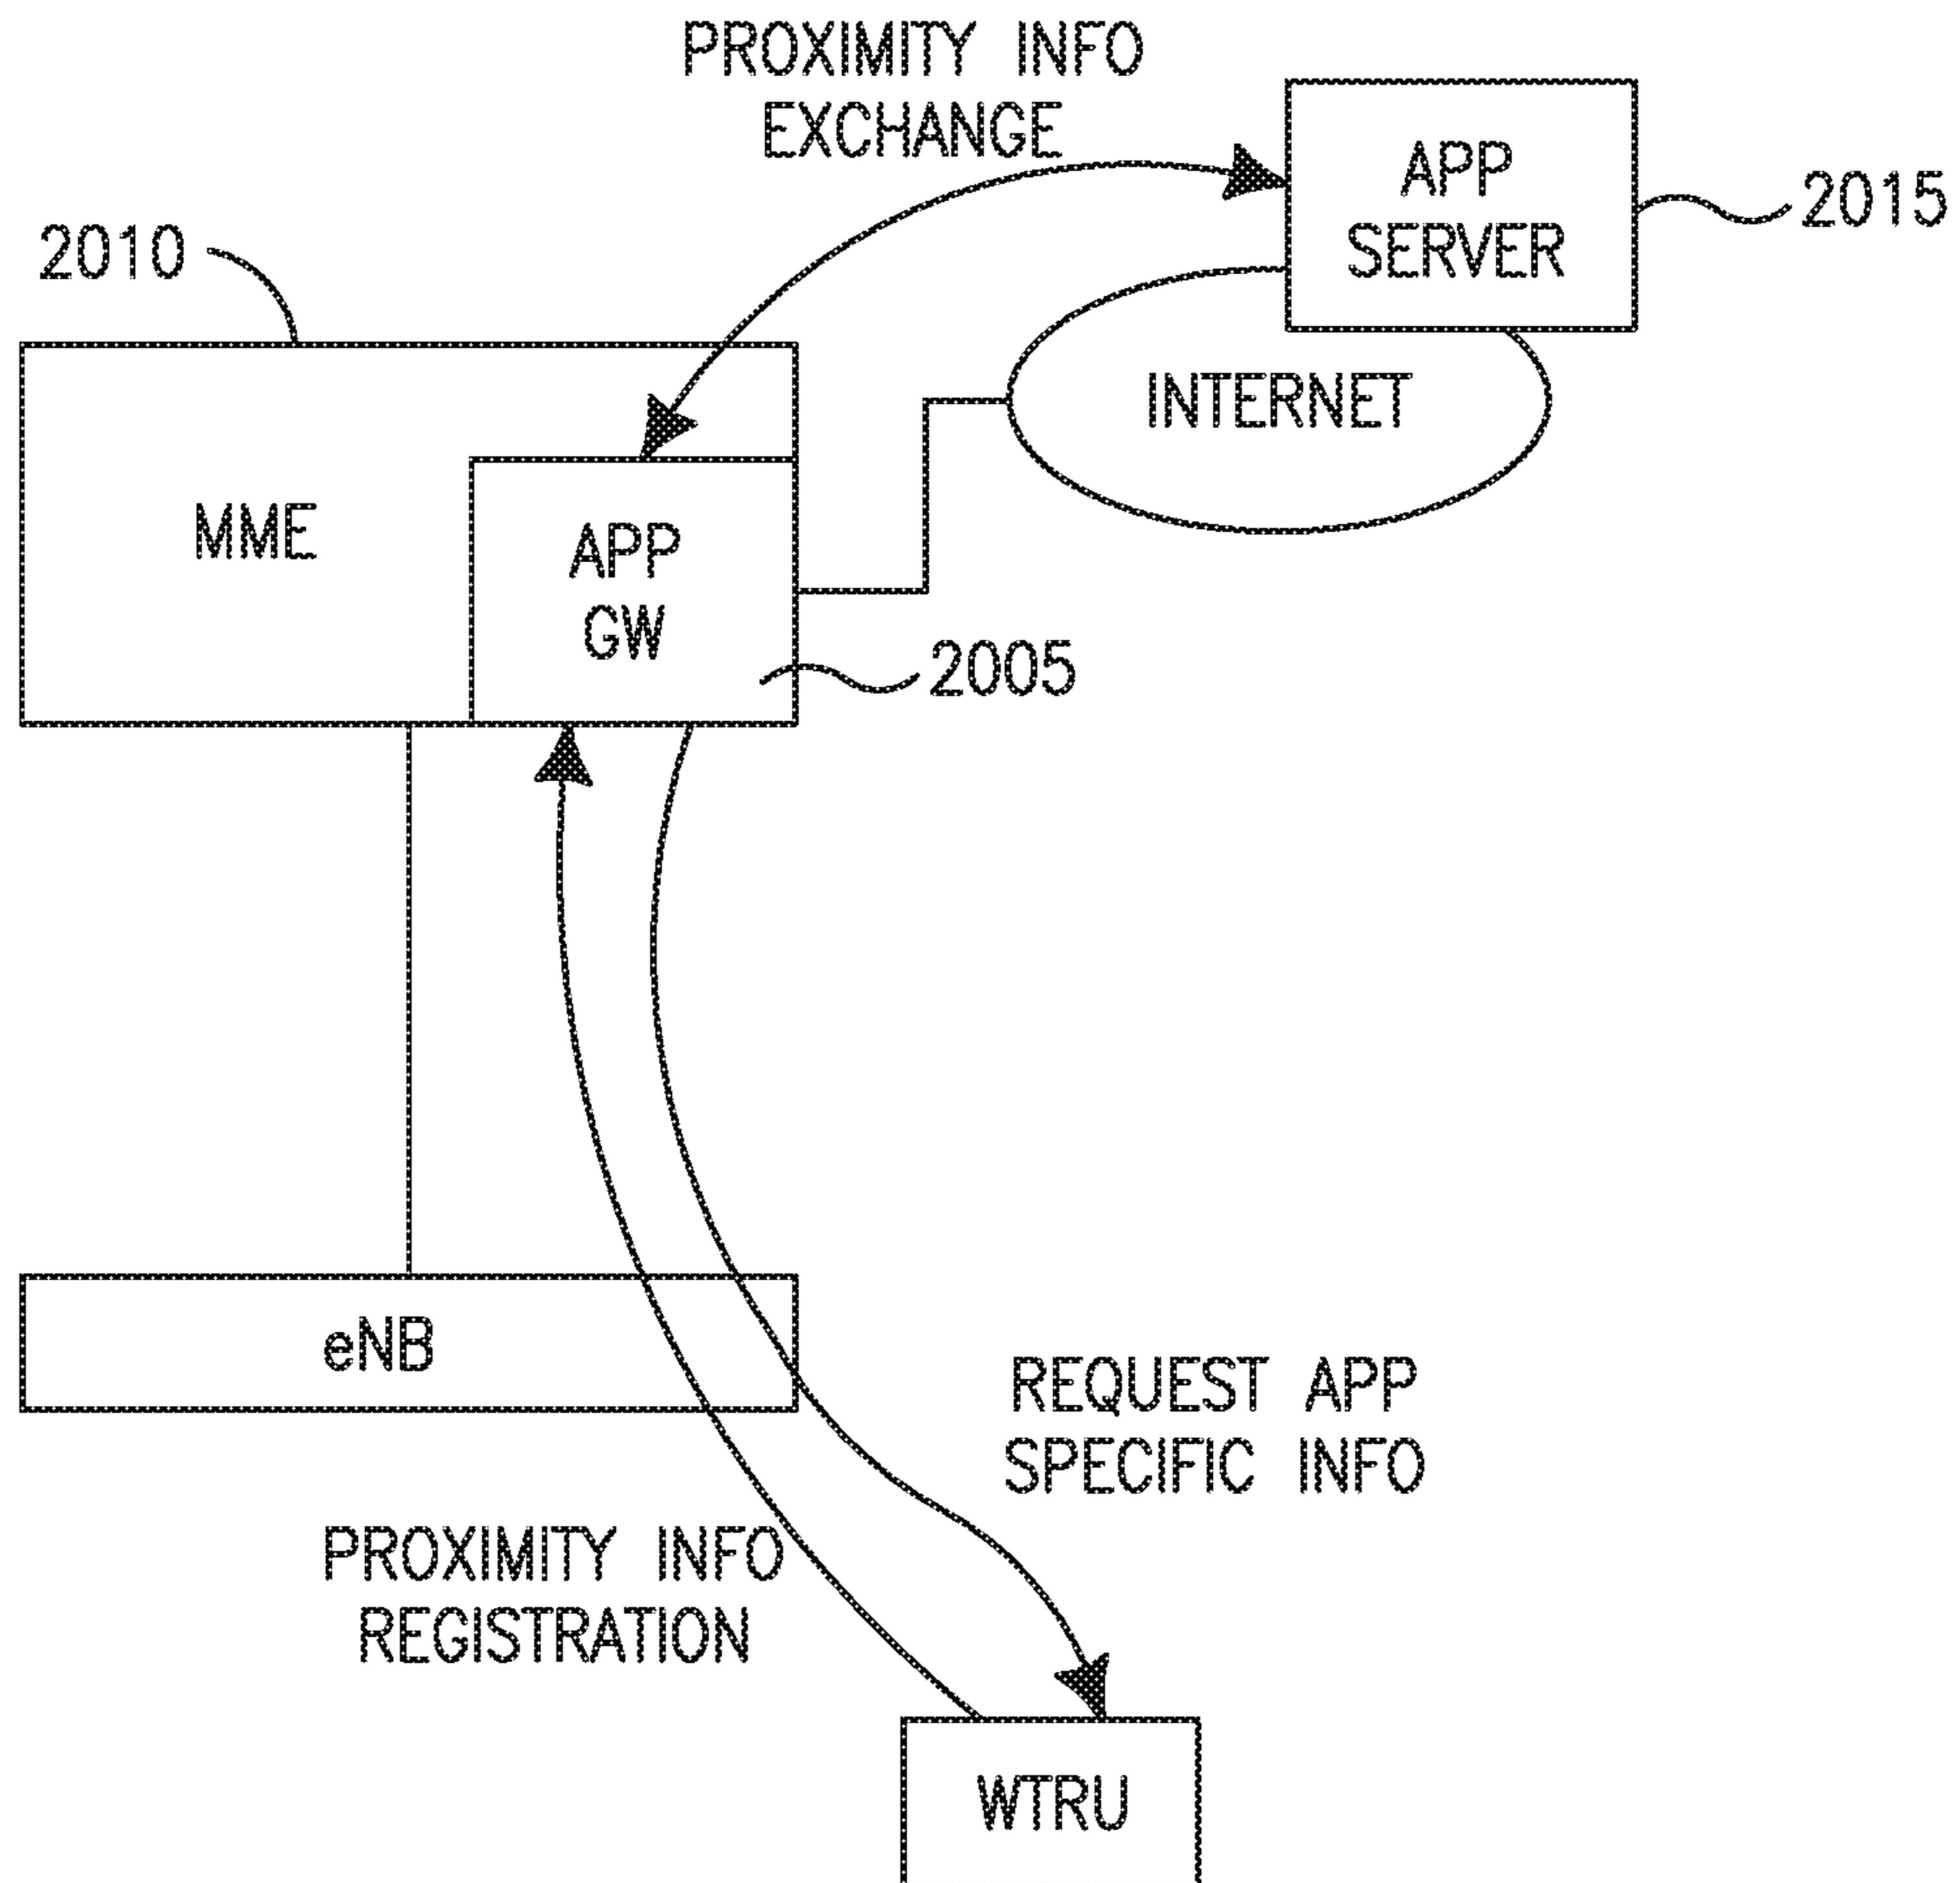 PROXIMITY INFO
EXCHANGE
APP
SERVER
2015
2010
INTERNET
MME
APP
GW
2005
eNB
REQUEST APP
SPECIFIC INFO
PROXIMITY INFO
REGISTRATION
WTRU